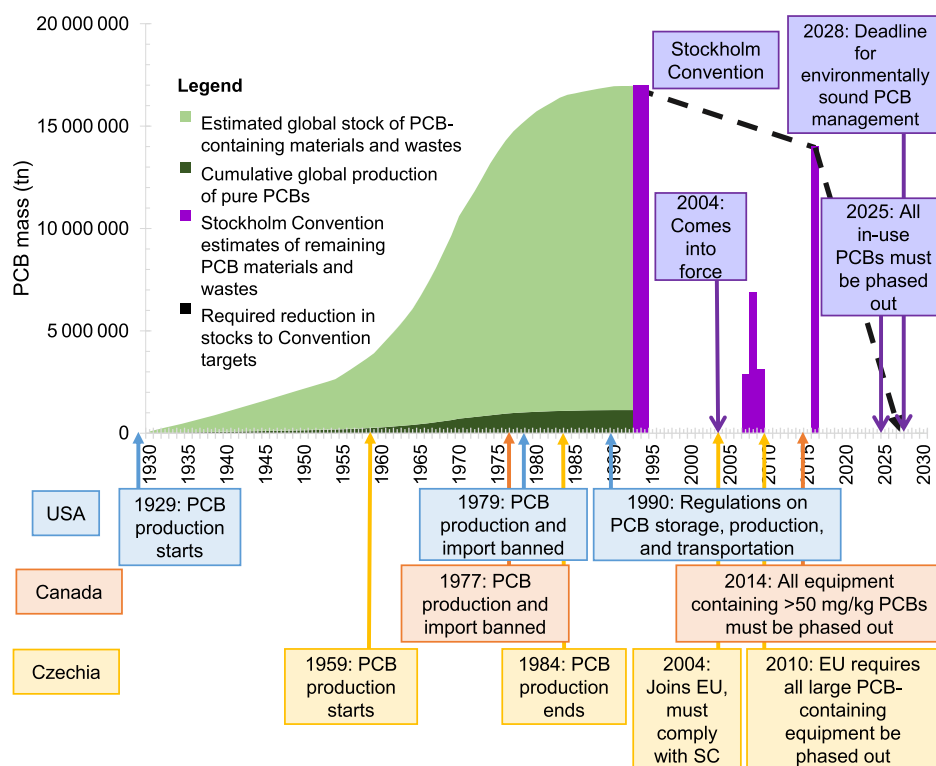 20 000 000
15 000 000
10 000 000
5 000 000
0
PCB mass (tn)
Legend
Estimated global stock of PCB-
containing materials and wastes
Cumulative global production
of pure PCBs
Stockholm Convention
estimates of remaining
PCB materials and
wastes
Required reduction in
stocks to Convention
targets
Stockholm
Convention
2028: Deadline
for
environmentally
sound PCB
management
2004:
Comes
into
force
2025: All
in-use
PCBs must
be phased
out
1930
1935
1940
1945
1950
1955
1960
1965
1970
1975
1980
1985
1990
1995
2000
2005
2010
2015
2020
2025
2030
USA
1929: PCB
production
starts
1979: PCB
production and
import banned
1990: Regulations on
PCB storage, production,
and transportation
Canada
1977: PCB
production and
import banned
2014: All equipment
containing >50 mg/kg PCBs
must be phased out
Czechia
1959: PCB
production
starts
1984: PCB
production
ends
2004:
Joins EU,
must
comply
with SC
2010: EU requires
all large PCB-
containing
equipment be
phased out